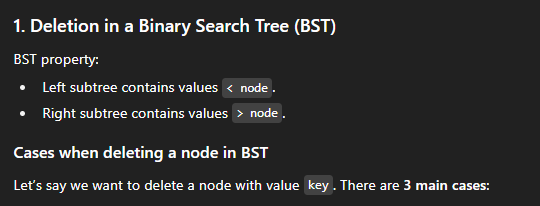 1. Deletion in a Binary Search Tree (BST)
BST property:
• Left subtree contains values < node.
• Right subtree contains values > node.
Cases when deleting a node in BST
Let’s say we want to delete a node with value key. There are 3 main cases: